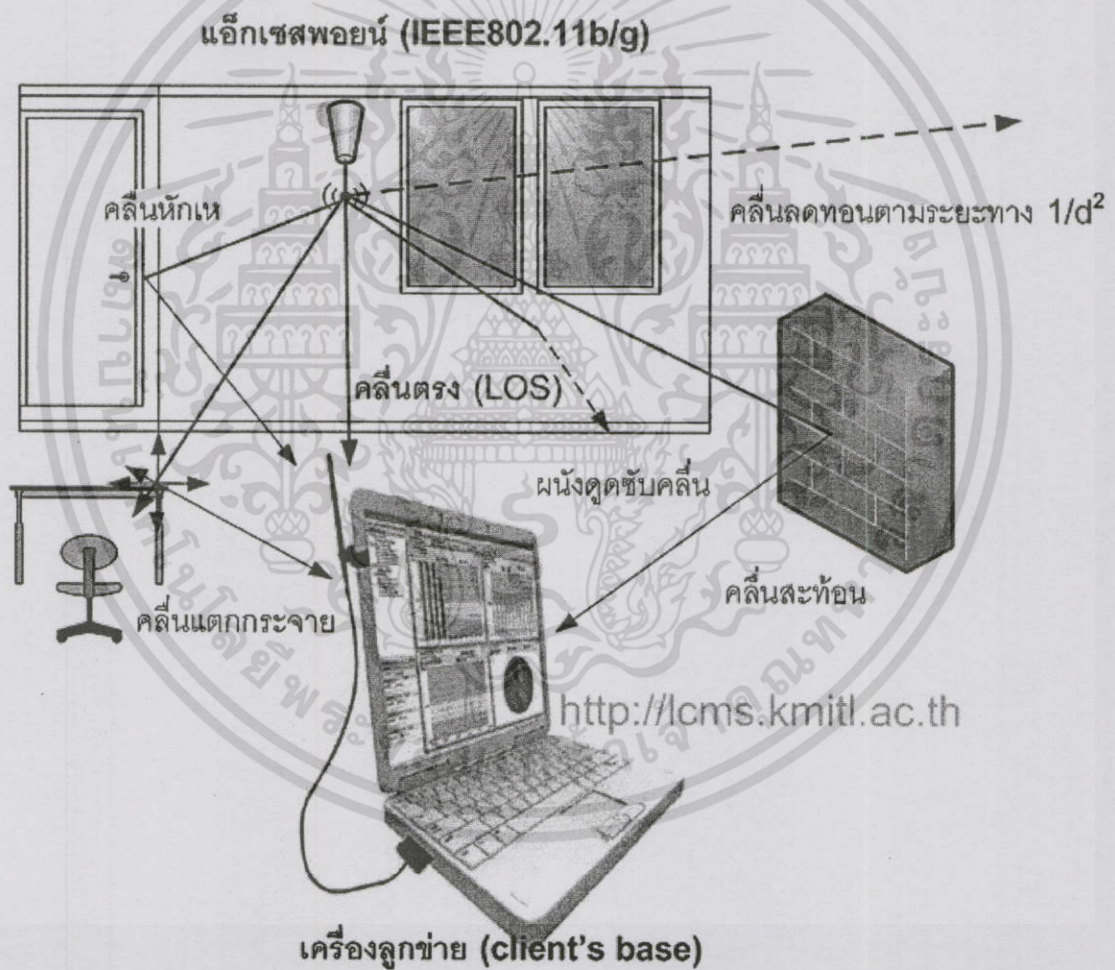 แอ็กเซสพอยน์ (IEEE802.11b/g)
คลื่นหักเห
คลื่นลดทอนตามระยะทาง 1/d²
คลื่นตรง (LOS)
ผนังดูดซับคลื่น
คลื่นสะท้อน
คลื่นแตกกระจาย
http://lcms.kmitl.ac.th
เครื่องลูกข่าย (client's base)